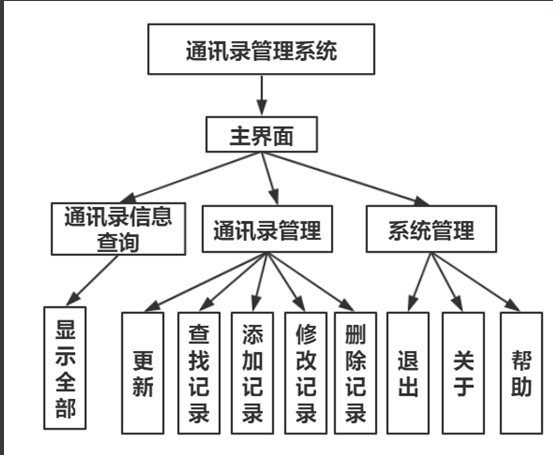 通讯录管理系统
主界面
通讯录信息
查询
通讯录管理
系统管理
显示全部
更新
查找记录
添加记录
修改记录
删除记录
退出
关于
帮助